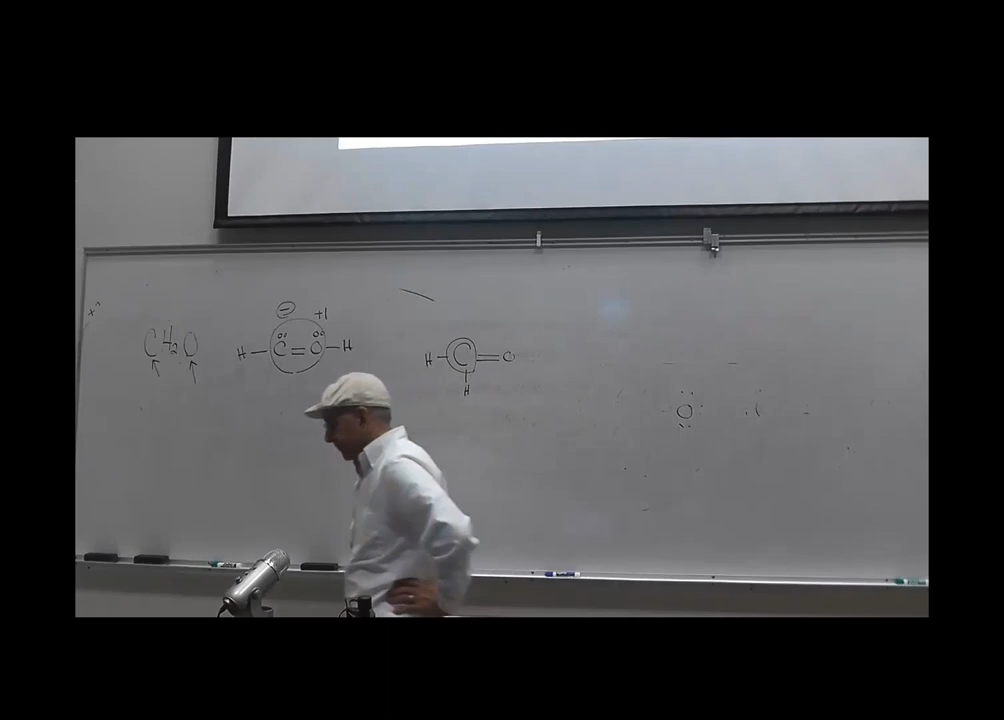 CH₂O
⊖ +1
H—C̈=Ö—H
H—C=O
H
Ö